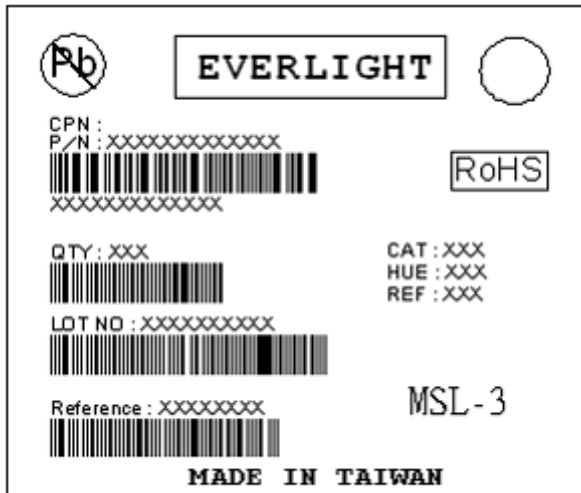 Pb
EVERLIGHT
CPN :
P/N : XXXXXXXXXXXXX
RoHS
XXXXXXXXXXXXX
QTY : XXX
CAT : XXX
HUE : XXX
REF : XXX
LOT NO : XXXXXXXXXX
MSL-3
Reference : XXXXXXXX
MADE IN TAIWAN